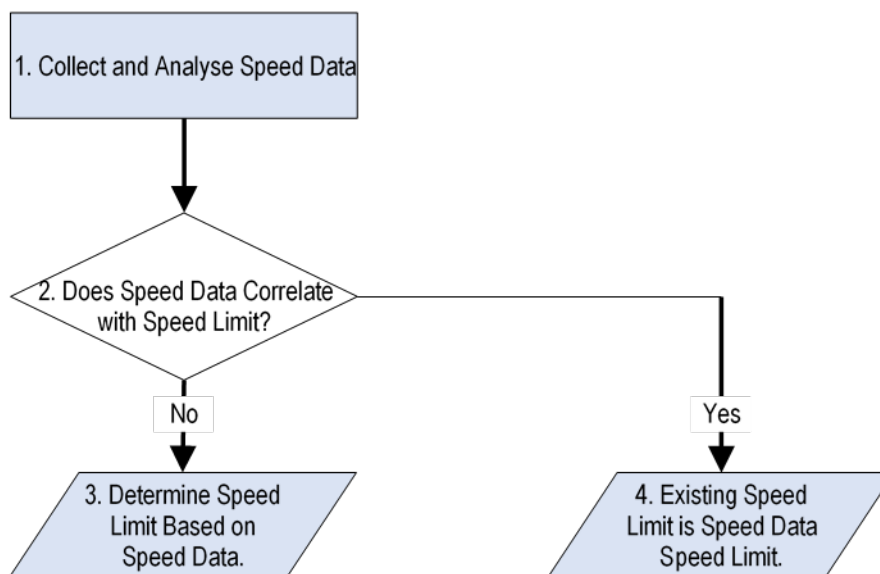 1. Collect and Analyse Speed Data
2. Does Speed Data Correlate
with Speed Limit?
No
Yes
3. Determine Speed
Limit Based on
Speed Data.
4. Existing Speed
Limit is Speed Data
Speed Limit.